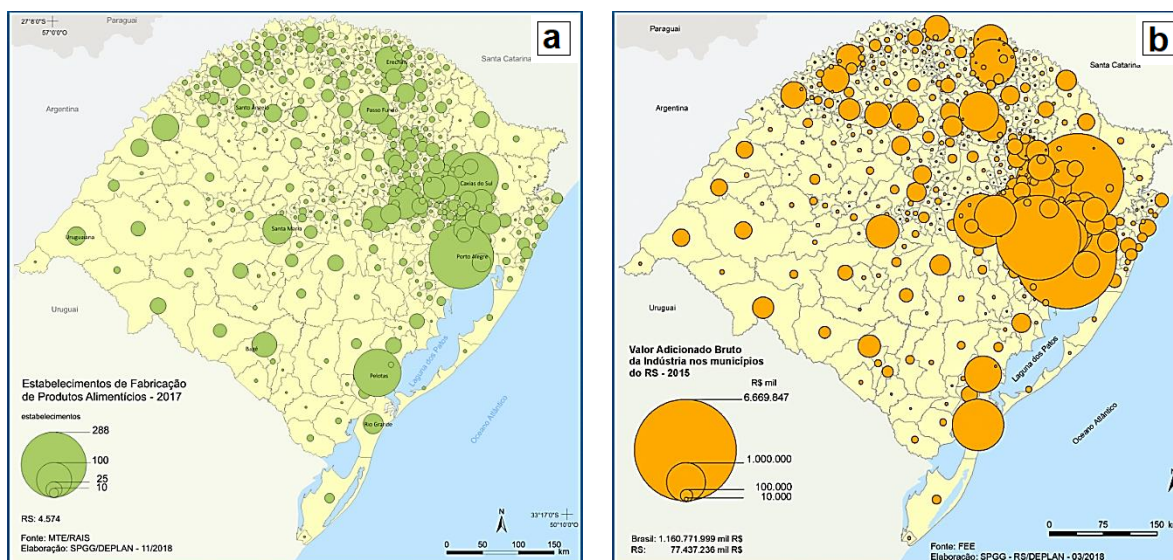 27°8'0"S
57°0'0"O
Paraguai
a
Santa Catarina
Erechim
Argentina
Santo Ângelo
Passo Fundo
Caxias do Sul
Uruguaiana
Santa Maria
Porto Alegre
Uruguai
Bagé
Laguna dos Patos
Pelotas
Oceano Atlântico
Rio Grande
Estabelecimentos de Fabricação
de Produtos Alimentícios - 2017
estabelecimentos
288
100
25
10
RS: 4.574
Fonte: MTE/RAIS
Elaboração: SPGG/DEPLAN - 11/2018
N
33°17'0"S
50°10'0"O
0 50 100 150
km
Paraguai
b
Santa Catarina
Argentina
Uruguai
Laguna dos Patos
Oceano Atlântico
Valor Adicionado Bruto
da Indústria nos municípios
do RS - 2015
R$ mil
6.669.847
1.000.000
100.000
10.000
N
0 75 150
Brasil: 1.160.771.999 mil R$
RS: 77.437.236 mil R$
Fonte: FEE
Elaboração: SPGG - RS/DEPLAN - 03/2018